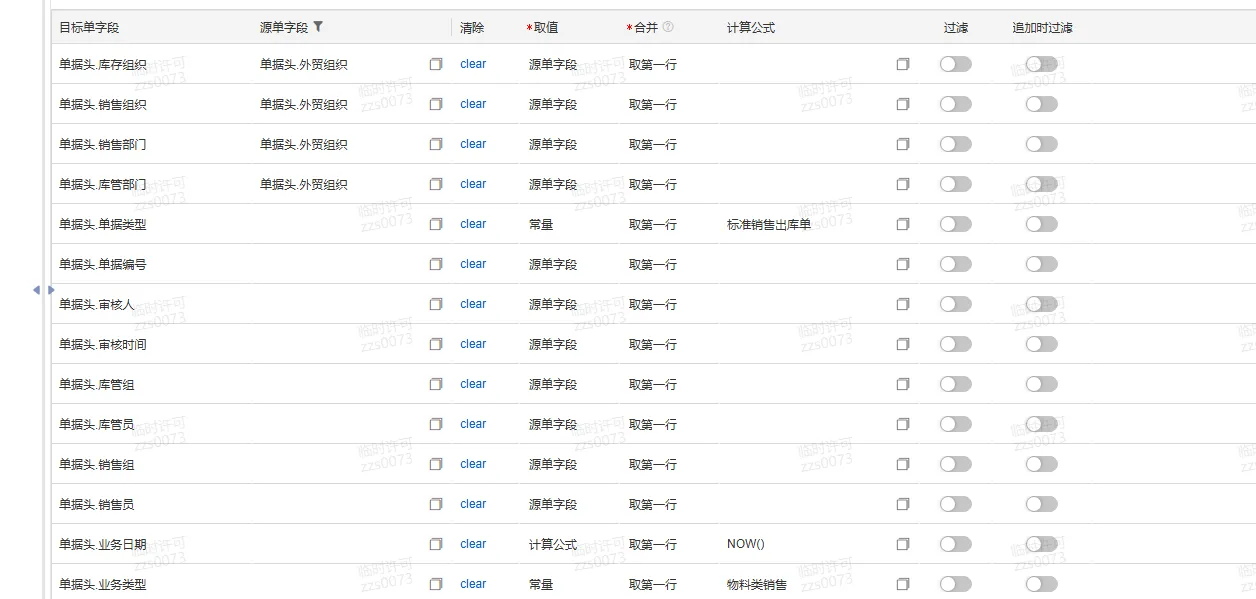 目标单字段 源单字段 清除 *取值 *合并 计算公式 过滤 追加时过滤
单据头.库存组织 单据头.外贸组织 clear 源单字段 取第一行
单据头.销售组织 单据头.外贸组织 clear 源单字段 取第一行
单据头.销售部门 单据头.外贸组织 clear 源单字段 取第一行
单据头.库管部门 单据头.外贸组织 clear 源单字段 取第一行
单据头.单据类型 clear 常量 取第一行 标准销售出库单
单据头.单据编号 clear 源单字段 取第一行
单据头.审核人 clear 源单字段 取第一行
单据头.审核时间 clear 源单字段 取第一行
单据头.库管组 clear 源单字段 取第一行
单据头.库管员 clear 源单字段 取第一行
单据头.销售组 clear 源单字段 取第一行
单据头.销售员 clear 源单字段 取第一行
单据头.业务日期 clear 计算公式 取第一行 NOW()
单据头.业务类型 clear 常量 取第一行 物料类销售
临时许可
zzs0073